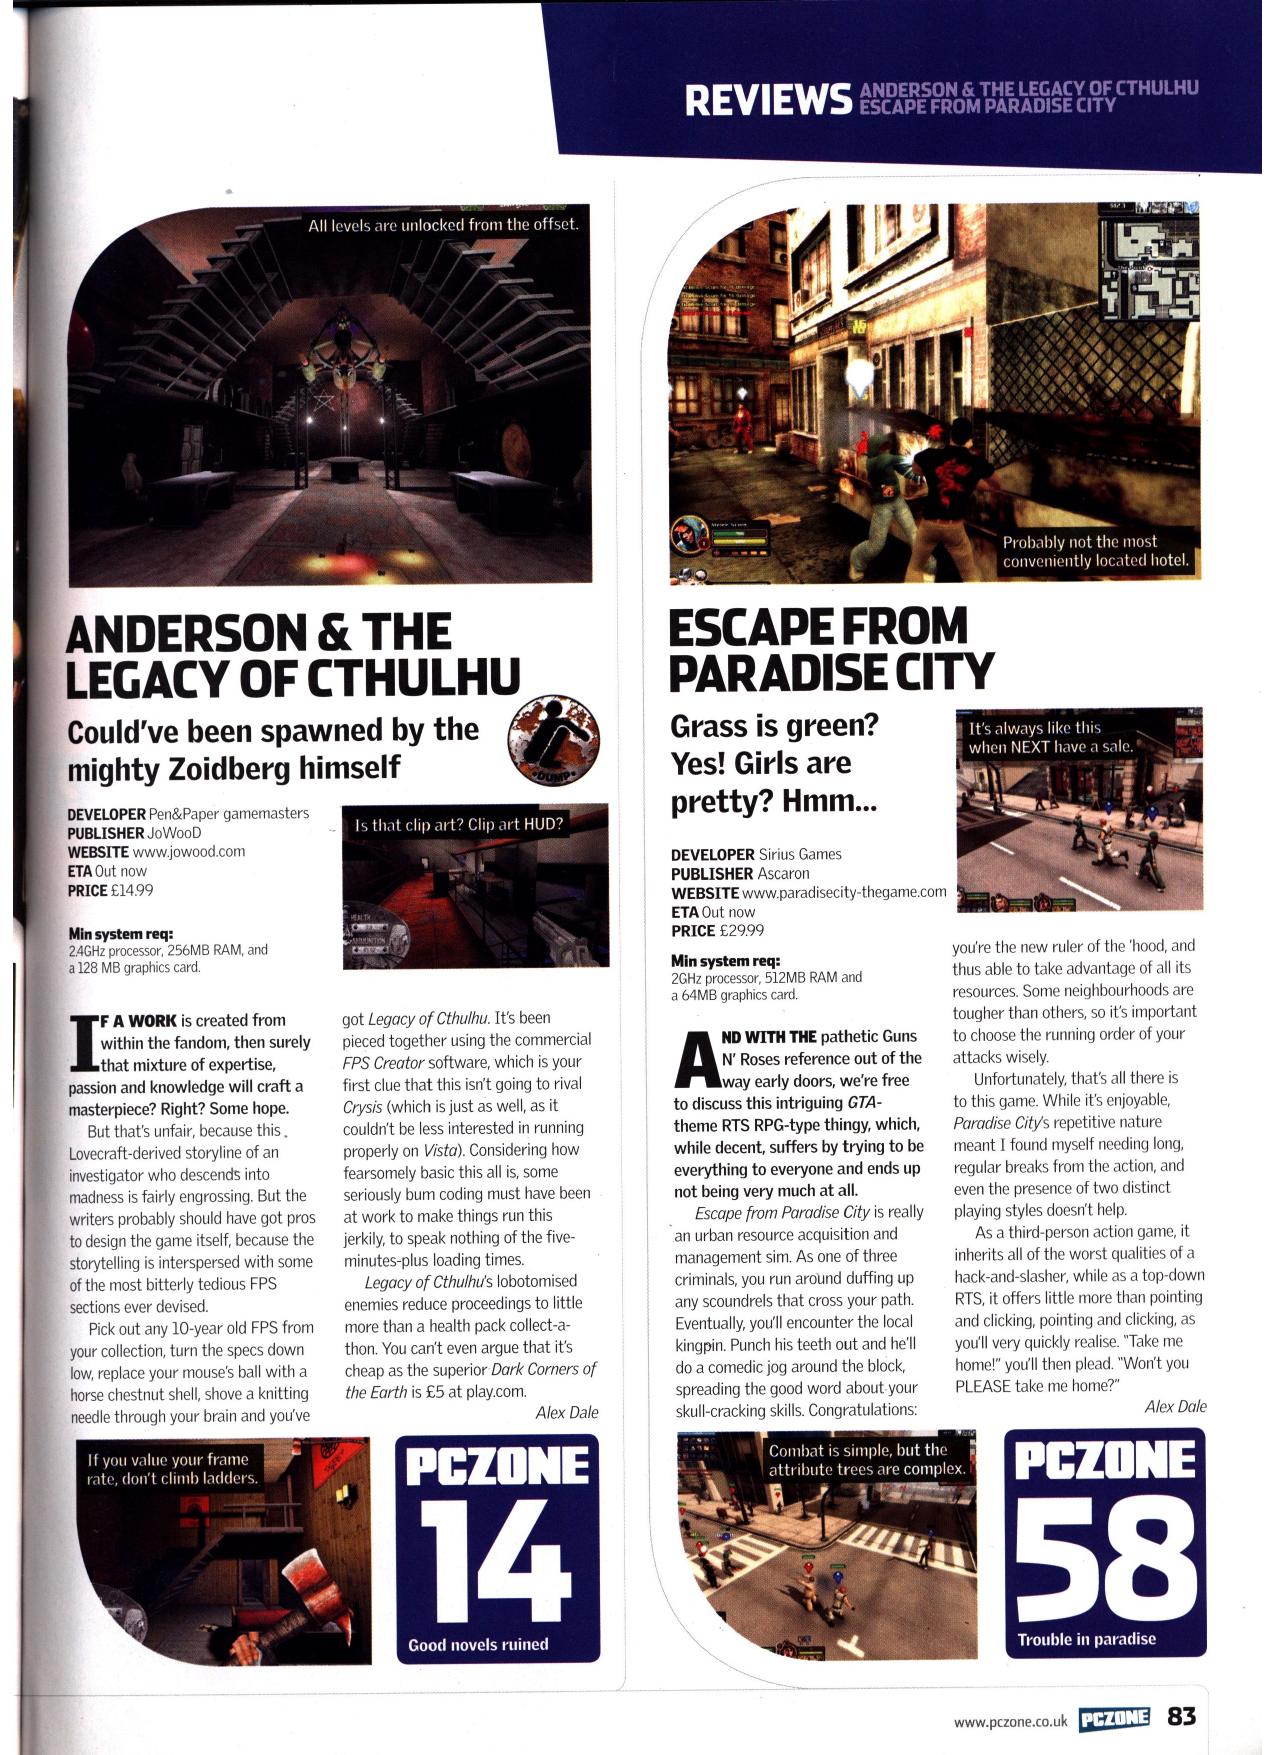 REVIEWS ANDERSON & THE LEGACY OF CTHULHU
ESCAPE FROM PARADISE CITY
All levels are unlocked from the offset.
ANDERSON & THE
LEGACY OF CTHULHU
Could've been spawned by the
mighty Zoidberg himself
DUMP
DEVELOPER Pen&Paper gamemasters
PUBLISHER JoWooD
WEBSITE www.jowood.com
ETA Out now
PRICE £14.99
Min system req:
2.4GHz processor, 256MB RAM, and
a 128 MB graphics card.
Is that clip art? Clip art HUD?
HEALTH
AMMUNITION
IF A WORK is created from
within the fandom, then surely
that mixture of expertise,
passion and knowledge will craft a
masterpiece? Right? Some hope.
But that's unfair, because this
Lovecraft-derived storyline of an
investigator who descends into
madness is fairly engrossing. But the
writers probably should have got pros
to design the game itself, because the
storytelling is interspersed with some
of the most bitterly tedious FPS
sections ever devised.
Pick out any 10-year old FPS from
your collection, turn the specs down
low, replace your mouse's ball with a
horse chestnut shell, shove a knitting
needle through your brain and you've
got Legacy of Cthulhu. It's been
pieced together using the commercial
FPS Creator software, which is your
first clue that this isn't going to rival
Crysis (which is just as well, as it
couldn't be less interested in running
properly on Vista). Considering how
fearsomely basic this all is, some
seriously bum coding must have been
at work to make things run this
jerkily, to speak nothing of the five-
minutes-plus loading times.
Legacy of Cthulhu's lobotomised
enemies reduce proceedings to little
more than a health pack collect-a-
thon. You can't even argue that it's
cheap as the superior Dark Corners of
the Earth is £5 at play.com.
Alex Dale
If you value your frame
rate, don't climb ladders.
PCZONE
14
Good novels ruined
Probably not the most
conveniently located hotel.
ESCAPE FROM
PARADISE CITY
Grass is green?
Yes! Girls are
pretty? Hmm...
It's always like this
when NEXT have a sale.
DEVELOPER Sirius Games
PUBLISHER Ascaron
WEBSITE www.paradisecity-thegame.com
ETA Out now
PRICE £29.99
Min system req:
2GHz processor, 512MB RAM and
a 64MB graphics card.
AND WITH THE pathetic Guns
N' Roses reference out of the
way early doors, we're free
to discuss this intriguing GTA-
theme RTS RPG-type thingy, which,
while decent, suffers by trying to be
everything to everyone and ends up
not being very much at all.
Escape from Paradise City is really
an urban resource acquisition and
management sim. As one of three
criminals, you run around duffing up
any scoundrels that cross your path.
Eventually, you'll encounter the local
kingpin. Punch his teeth out and he'll
do a comedic jog around the block,
spreading the good word about your
skull-cracking skills. Congratulations:
you're the new ruler of the 'hood, and
thus able to take advantage of all its
resources. Some neighbourhoods are
tougher than others, so it's important
to choose the running order of your
attacks wisely.
Unfortunately, that's all there is
to this game. While it's enjoyable,
Paradise City's repetitive nature
meant I found myself needing long,
regular breaks from the action, and
even the presence of two distinct
playing styles doesn't help.
As a third-person action game, it
inherits all of the worst qualities of a
hack-and-slasher, while as a top-down
RTS, it offers little more than pointing
and clicking, pointing and clicking, as
you'll very quickly realise. "Take me
home!" you'll then plead. "Won't you
PLEASE take me home?"
Alex Dale
Combat is simple, but the
attribute trees are complex.
PCZONE
58
Trouble in paradise
www.pczone.co.uk PCZONE 83